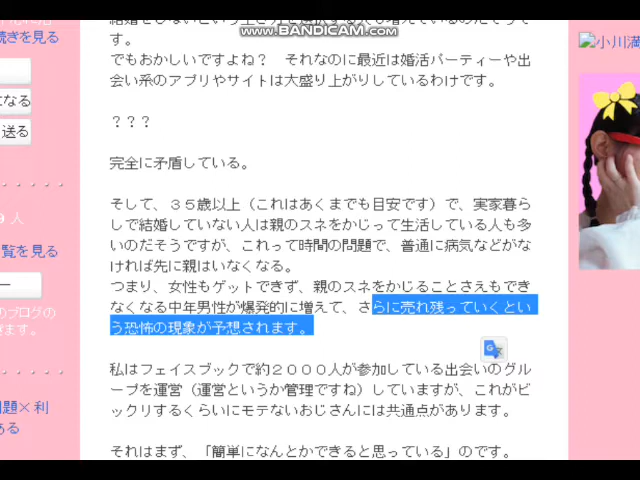 www.BANDICAM.com
す。
でもおかしいですよね？　それなのに最近は婚活パーティーや出
会い系のアプリやサイトは大盛り上がりしているわけです。
？？？
完全に矛盾している。
そして、３５歳以上（これはあくまでも目安です）で、実家暮ら
しで結婚していない人は親のスネをかじって生活している人も多
いのだそうですが、これって時間の問題で、普通に病気などがな
ければ先に親はいなくなる。
つまり、女性もゲットできず、親のスネをかじることさえもでき
なくなる中年男性が爆発的に増えて、さらに売れ残っていくとい
う恐怖の現象が予想されます。
私はフェイスブックで約２０００人が参加している出会いのグル
ープを運営（運営というか管理ですね）していますが、これがビ
ックリするくらいにモテないおじさんには共通点があります。
それはまず、「簡単になんとかできると思っている」のです。
続きを見る
になる
送る
9 人
覧を見る
ー
のブログの
きます。
問題×利
ある
小川満
G